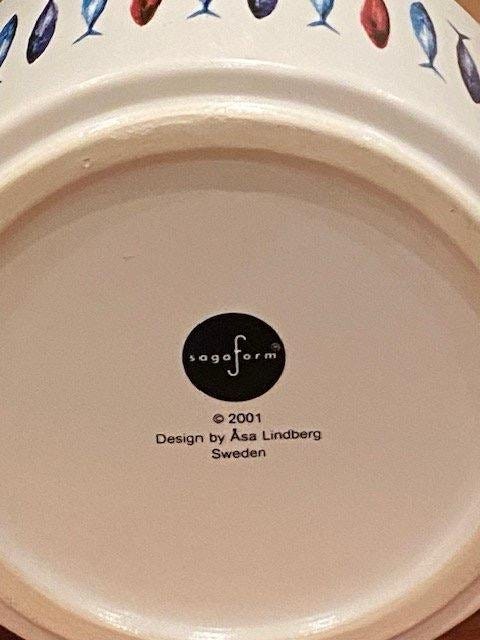 sagaform®
© 2001
Design by Åsa Lindberg
Sweden